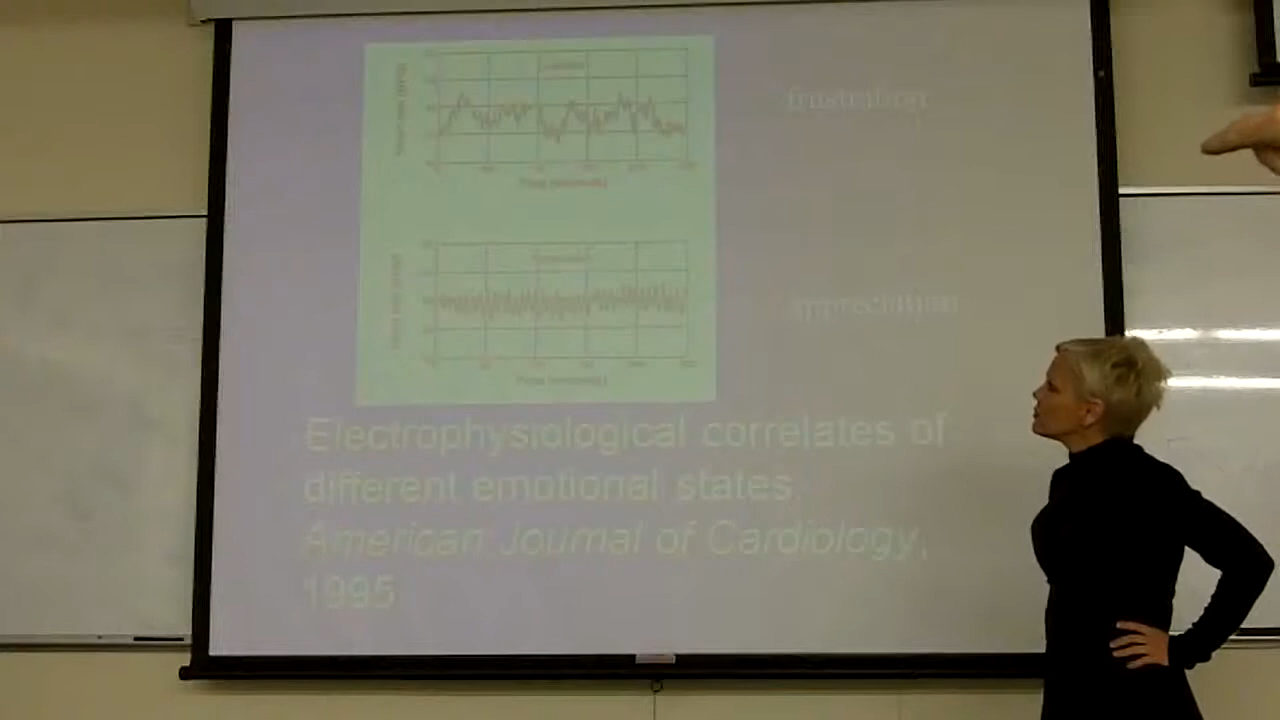 frustration
appreciation
Electrophysiological correlates of
different emotional states.
American Journal of Cardiology,
1995